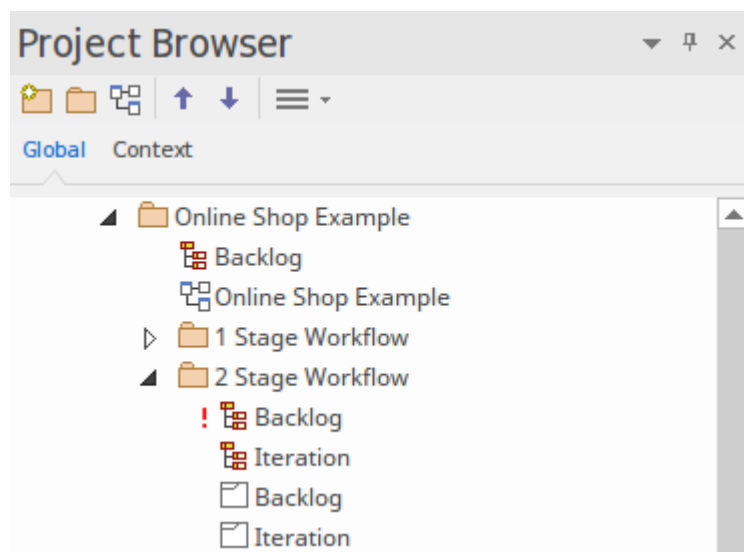 Project Browser
Global Context
Online Shop Example
Backlog
Online Shop Example
1 Stage Workflow
2 Stage Workflow
! Backlog
Iteration
Backlog
Iteration